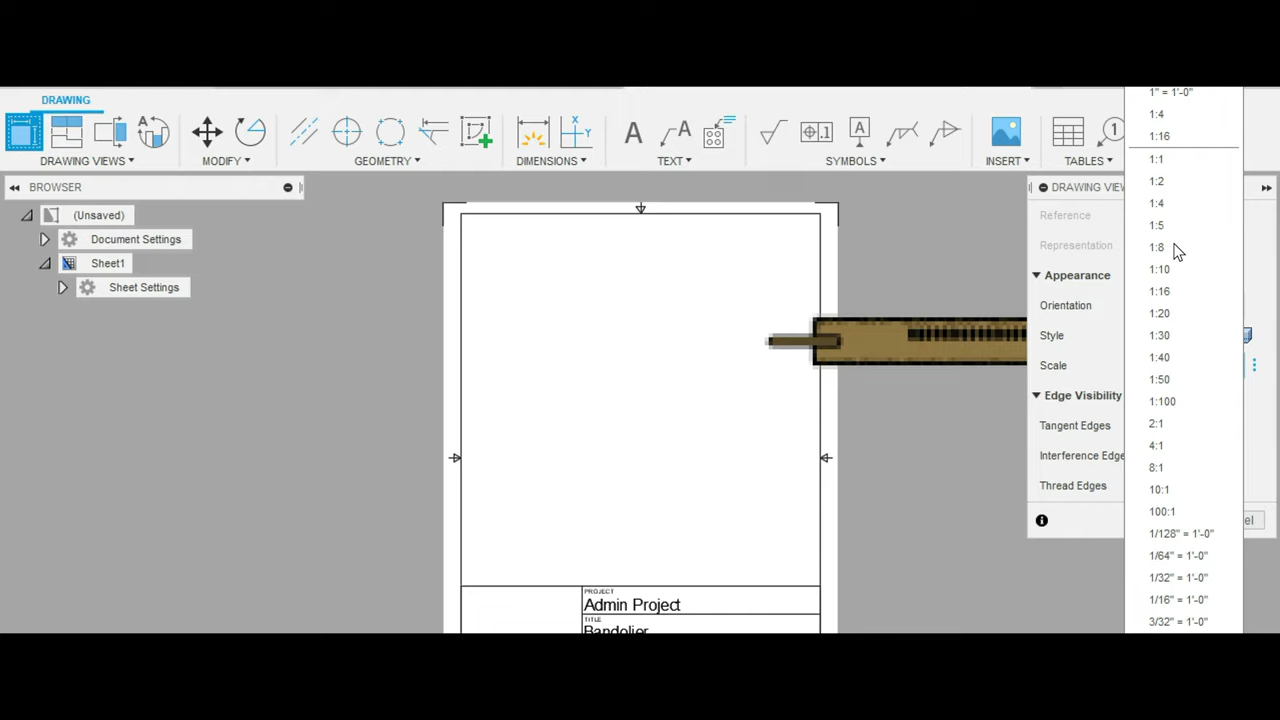 DRAWING
DRAWING VIEWS
MODIFY
GEOMETRY
DIMENSIONS
TEXT
SYMBOLS
INSERT
TABLES
BROWSER
(Unsaved)
Document Settings
Sheet1
Sheet Settings
PROJECT
Admin Project
TITLE
Bandolier
DRAWING VIEW
Reference
Representation
Appearance
Orientation
Style
Scale
Edge Visibility
Tangent Edges
Interference Edge
Thread Edges
1" = 1'-0"
1:4
1:16
1:1
1:2
1:4
1:5
1:8
1:10
1:16
1:20
1:30
1:40
1:50
1:100
2:1
4:1
8:1
10:1
100:1
1/128" = 1'-0"
1/64" = 1'-0"
1/32" = 1'-0"
1/16" = 1'-0"
3/32" = 1'-0"